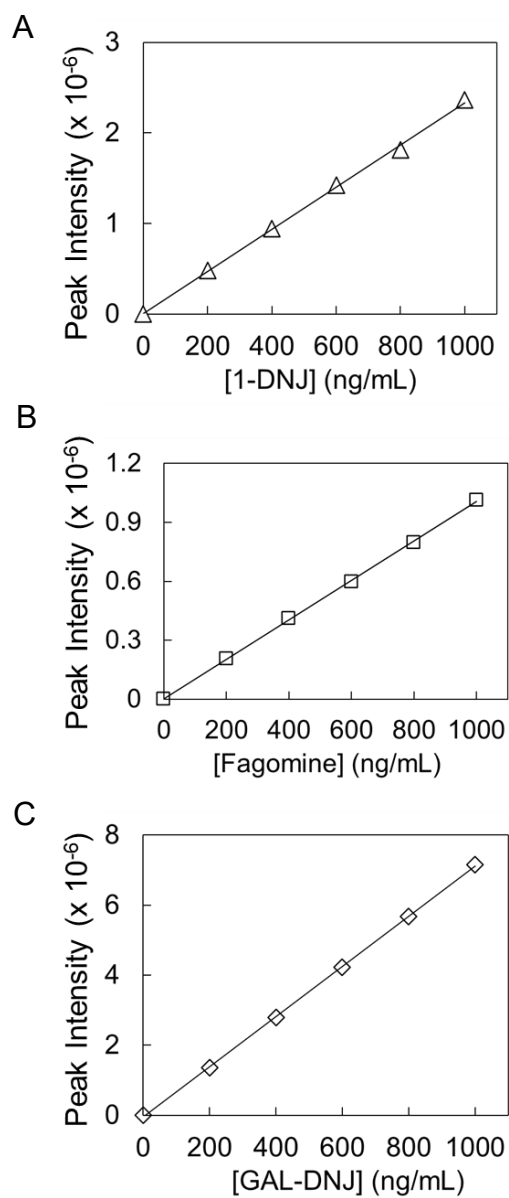 A
Peak Intensity (x 10⁻⁶)
3
2
1
0
0 200 400 600 800 1000
[1-DNJ] (ng/mL)
B
Peak Intensity (x 10⁻⁶)
1.2
0.9
0.6
0.3
0
0 200 400 600 800 1000
[Fagomine] (ng/mL)
C
Peak Intensity (x 10⁻⁶)
8
6
4
2
0
0 200 400 600 800 1000
[GAL-DNJ] (ng/mL)